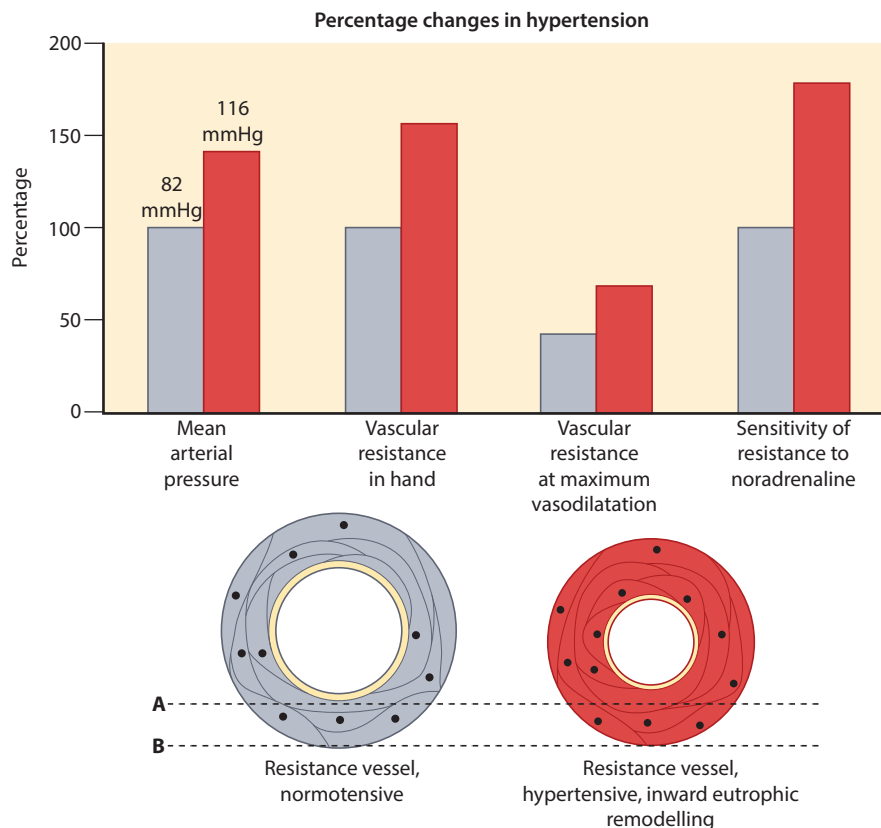 Percentage changes in hypertension
Percentage
200
150
100
50
0
82
mmHg
116
mmHg
Mean
arterial
pressure
Vascular
resistance
in hand
Vascular
resistance
at maximum
vasodilatation
Sensitivity of
resistance to
noradrenaline
A
B
Resistance vessel,
normotensive
Resistance vessel,
hypertensive, inward eutrophic
remodelling